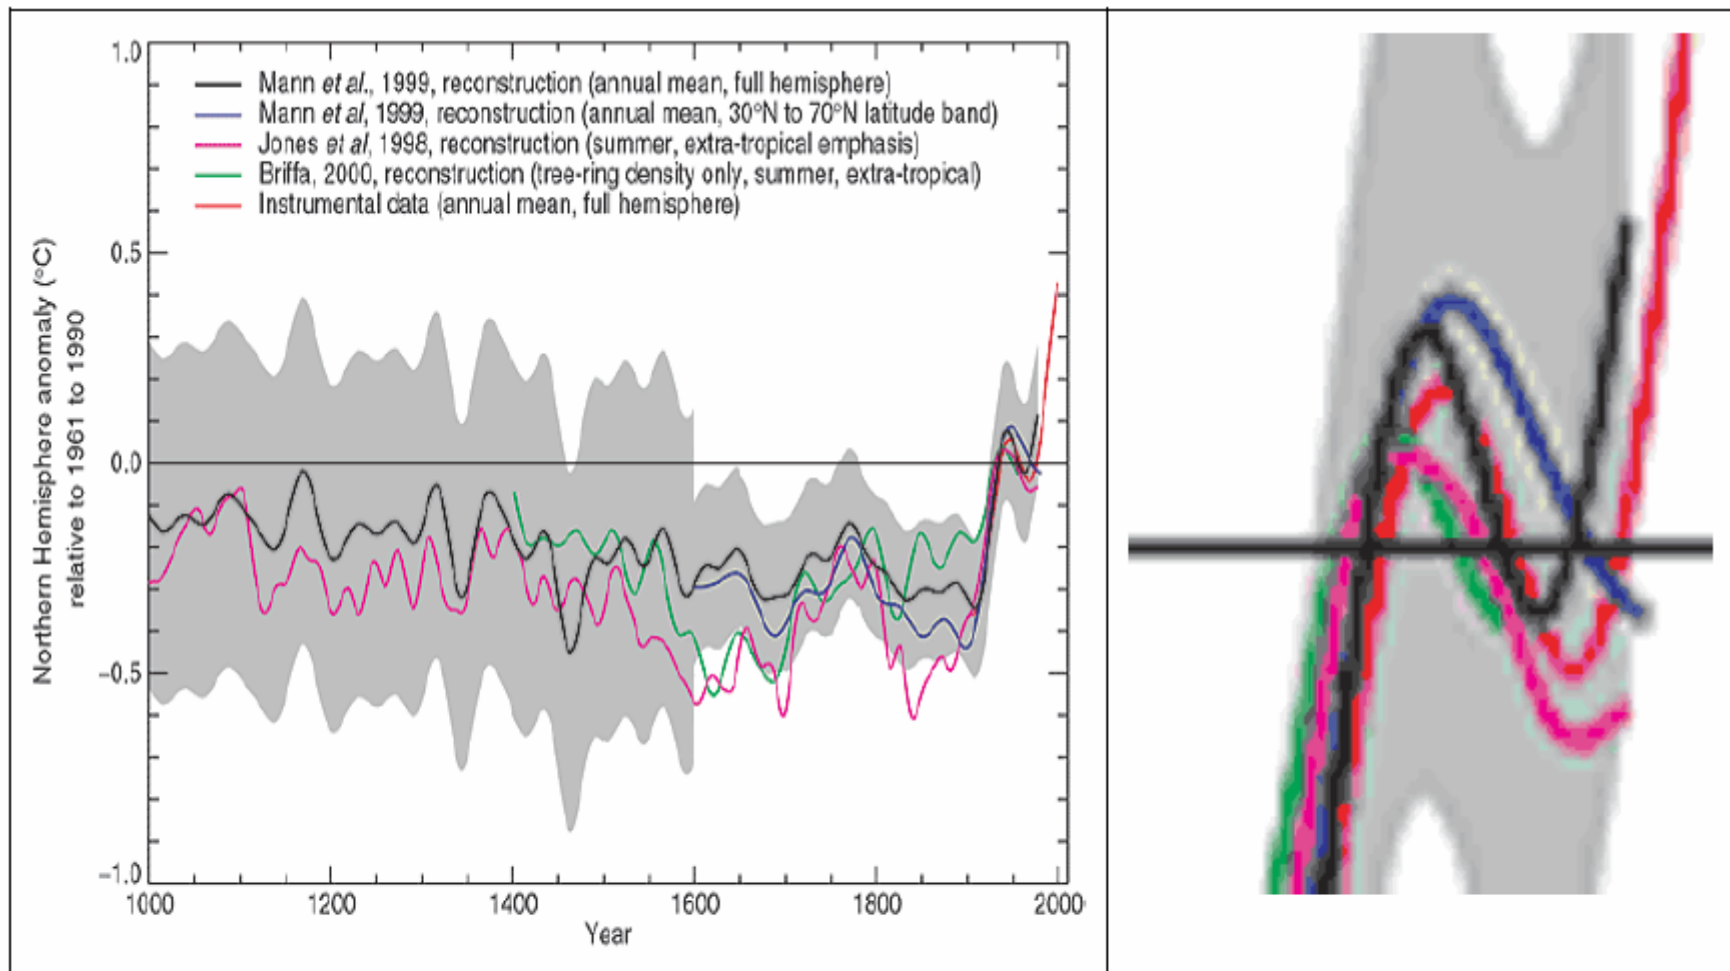 1.0
Mann et al., 1999, reconstruction (annual mean, full hemisphere)
Mann et al, 1999, reconstruction (annual mean, 30°N to 70°N latitude band)
Jones et al, 1998, reconstruction (summer, extra-tropical emphasis)
Briffa, 2000, reconstruction (tree-ring density only, summer, extra-tropical)
Instrumental data (annual mean, full hemisphere)
Northern Hemisphere anomaly (°C)
relative to 1961 to 1990
0.5
0.0
−0.5
−1.0
1000 1200 1400 1600 1800 2000
Year